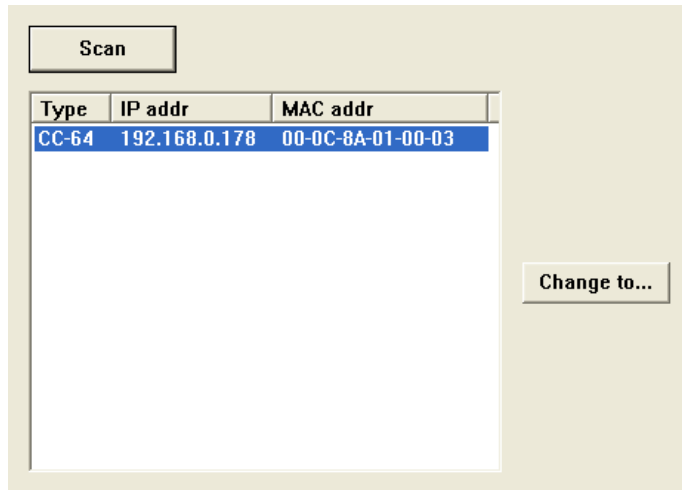 Scan
Type IP addr MAC addr
CC-64 192.168.0.178 00-0C-8A-01-00-03
Change to...